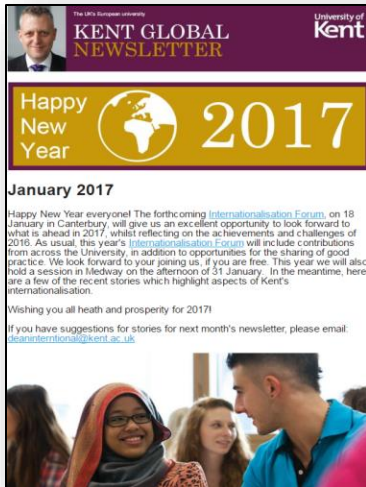 The UK's European university
KENT GLOBAL
NEWSLETTER
University of
Kent
Happy
New
Year
2017
January 2017
Happy New Year everyone! The forthcoming Internationalisation Forum, on 18
January in Canterbury, will give us an excellent opportunity to look forward to
what is ahead in 2017, whilst reflecting on the achievements and challenges of
2016. As usual, this year's Internationalisation Forum will include contributions
from across the University, in addition to opportunities for the sharing of good
practice. We look forward to your joining us, if you are free. This year we will also
hold a session in Medway on the afternoon of 31 January. In the meantime, here
are a few of the recent stories which highlight aspects of Kent's
internationalisation.
Wishing you all heath and prosperity for 2017!
If you have suggestions for stories for next month's newsletter, please email:
deaninterntional@kent.ac.uk